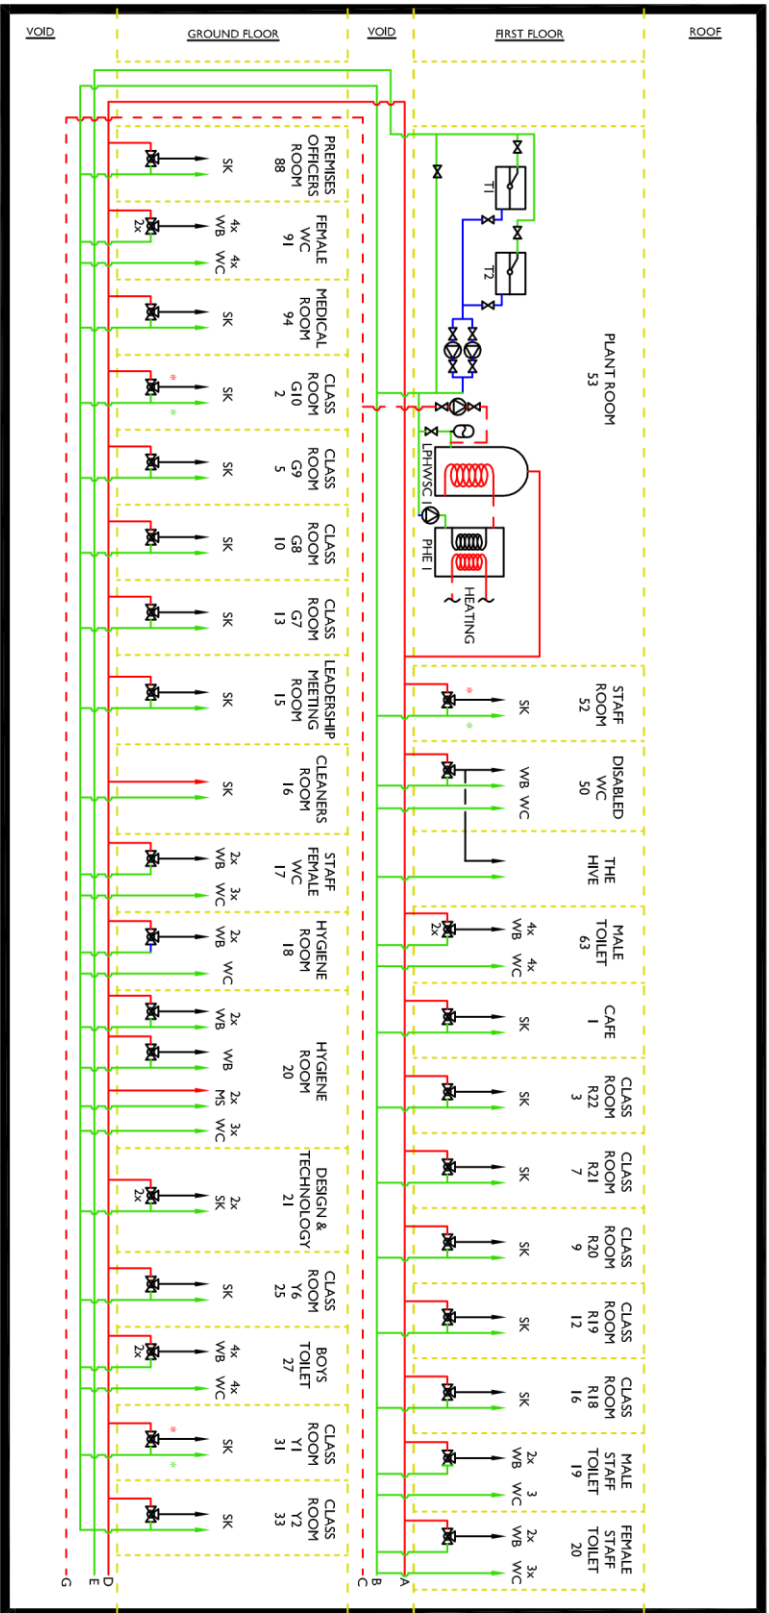 VOID
GROUND FLOOR
VOID
FIRST FLOOR
ROOF
PLANT ROOM
53
T1
T2
LPHWSC 1
PHE 1
HEATING
STAFF
ROOM
52
*
SK
*
DISABLED
WC
50
WB
WC
THE
HIVE
MALE
TOILET
63
4x
WB
2x
4x
WC
CAFE
1
SK
CLASS
ROOM
R22
3
SK
CLASS
ROOM
R21
7
SK
CLASS
ROOM
R20
9
SK
CLASS
ROOM
R19
12
SK
CLASS
ROOM
R18
16
SK
MALE
STAFF
TOILET
19
2x
WB
3
WC
FEMALE
STAFF
TOILET
20
2x
WB
3x
WC
A
B
C
PREMISES
OFFICERS
ROOM
88
SK
FEMALE
WC
91
4x
WB
2x
4x
WC
MEDICAL
ROOM
94
SK
CLASS
ROOM
G10
2
*
SK
*
CLASS
ROOM
G9
5
SK
CLASS
ROOM
G8
10
SK
CLASS
ROOM
G7
13
SK
LEADERSHIP
MEETING
ROOM
15
SK
CLEANERS
ROOM
16
SK
STAFF
FEMALE
WC
17
2x
WB
3x
WC
HYGIENE
ROOM
18
2x
WB
WC
HYGIENE
ROOM
20
2x
WB
WB
2x
MS
3x
WC
DESIGN &
TECHNOLOGY
21
2x
SK
2x
CLASS
ROOM
Y6
25
SK
BOYS
TOILET
27
4x
WB
2x
4x
WC
CLASS
ROOM
Y1
31
*
SK
*
CLASS
ROOM
Y2
33
SK
D
E
G